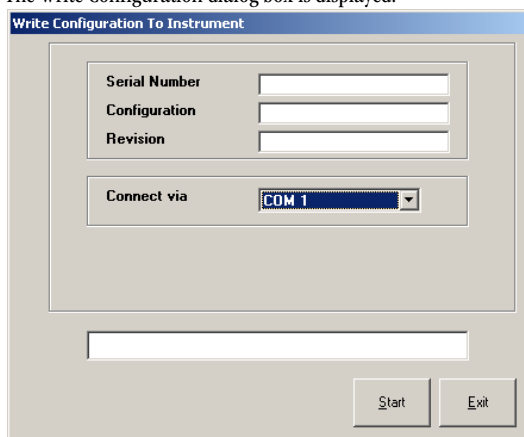 The Write Configuration dialog box is displayed.
Write Configuration To Instrument
Serial Number
Configuration
Revision
Connect via COM 1
Start Exit